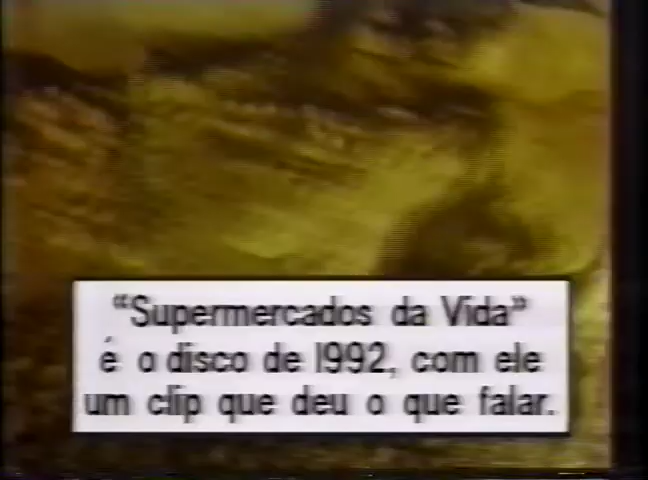 “Supermercados da Vida”
é o disco de 1992, com ele
um clip que deu o que falar.